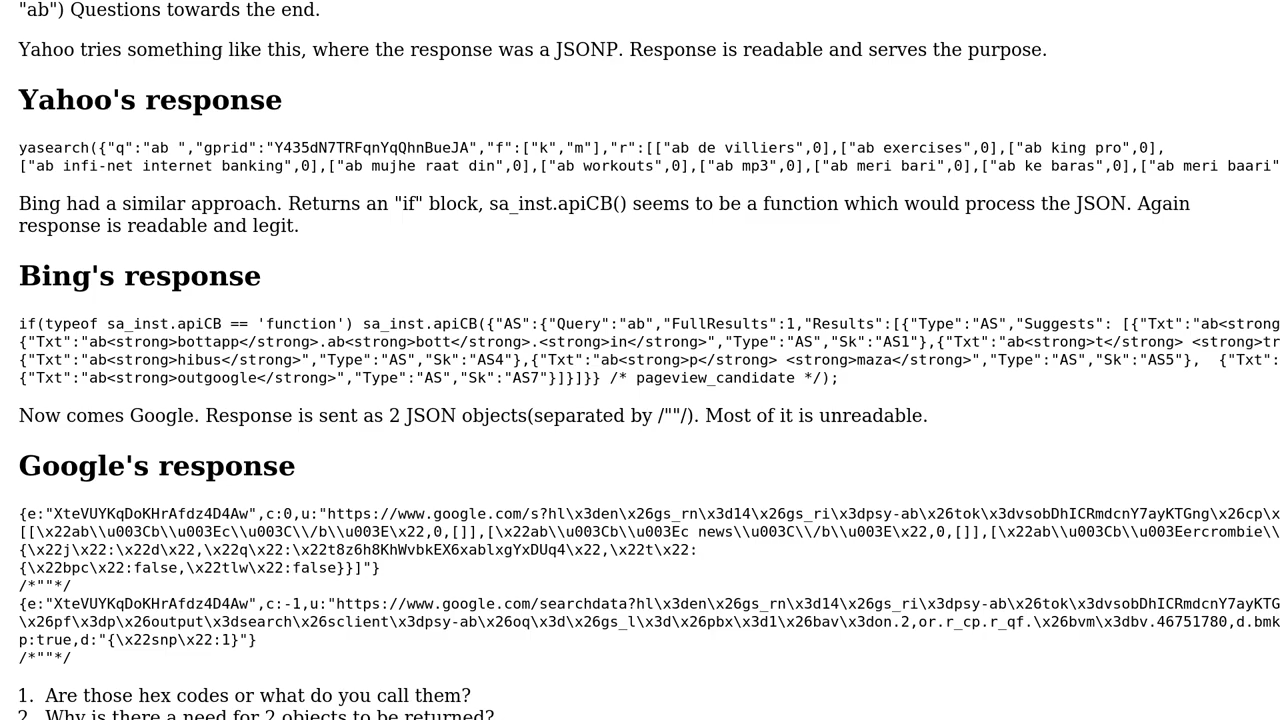 "ab") Questions towards the end.
Yahoo tries something like this, where the response was a JSONP. Response is readable and serves the purpose.
Yahoo's response
yasearch({"q":"ab ","gprid":"Y435dN7TRFqnYqQhnBueJA","f":["k","m"],"r":[["ab de villiers",0],["ab exercises",0],["ab king pro",0],
["ab infi-net internet banking",0],["ab mujhe raat din",0],["ab workouts",0],["ab mp3",0],["ab meri bari",0],["ab ke baras",0],["ab meri baari"
Bing had a similar approach. Returns an "if" block, sa_inst.apiCB() seems to be a function which would process the JSON. Again
response is readable and legit.
Bing's response
if(typeof sa_inst.apiCB == 'function') sa_inst.apiCB({"AS":{"Query":"ab","FullResults":1,"Results":[{"Type":"AS","Suggests": [{"Txt":"ab<strong
{"Txt":"ab<strong>bottapp</strong>.ab<strong>bott</strong>.<strong>in</strong>","Type":"AS","Sk":"AS1"},{"Txt":"ab<strong>t</strong> <strong>tr
{"Txt":"ab<strong>hibus</strong>","Type":"AS","Sk":"AS4"},{"Txt":"ab<strong>p</strong> <strong>maza</strong>","Type":"AS","Sk":"AS5"},  {"Txt":
{"Txt":"ab<strong>outgoogle</strong>","Type":"AS","Sk":"AS7"}]}]}} /* pageview_candidate */);
Now comes Google. Response is sent as 2 JSON objects(separated by /""/). Most of it is unreadable.
Google's response
{e:"XteVUYKqDoKHrAfdz4D4Aw",c:0,u:"https://www.google.com/s?hl\x3den\x26gs_rn\x3d14\x26gs_ri\x3dpsy-ab\x26tok\x3dvsobDhICRmdcnY7ayKTGng\x26cp\x
[[\x22ab\\u003Cb\\u003Ec\\u003C\\/b\\u003E\x22,0,[]],[\x22ab\\u003Cb\\u003Ec news\\u003C\\/b\\u003E\x22,0,[]],[\x22ab\\u003Cb\\u003Eercrombie\\
{\x22j\x22:\x22d\x22,\x22q\x22:\x22t8z6h8KhWvbkEX6xablxgYxDUq4\x22,\x22t\x22:
{\x22bpc\x22:false,\x22tlw\x22:false}}]"}
/*""*/
{e:"XteVUYKqDoKHrAfdz4D4Aw",c:-1,u:"https://www.google.com/searchdata?hl\x3den\x26gs_rn\x3d14\x26gs_ri\x3dpsy-ab\x26tok\x3dvsobDhICRmdcnY7ayKTG
\x26pf\x3dp\x26output\x3dsearch\x26sclient\x3dpsy-ab\x26oq\x3d\x26gs_l\x3d\x26pbx\x3d1\x26bav\x3don.2,or.r_cp.r_qf.\x26bvm\x3dbv.46751780,d.bmk
p:true,d:"{\x22snp\x22:1}"}
/*""*/
1. Are those hex codes or what do you call them?
2. Why is there a need for 2 objects to be returned?